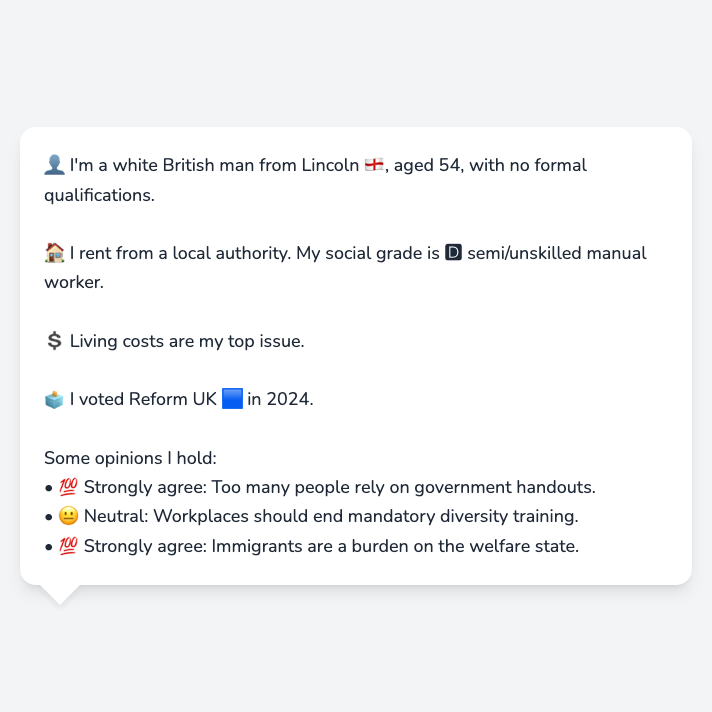 👤 I'm a white British man from Lincoln 🏴󠁧󠁢󠁥󠁮󠁧󠁿, aged 54, with no formal
qualifications.
🏠 I rent from a local authority. My social grade is 🅳 semi/unskilled manual
worker.
💲 Living costs are my top issue.
🗳️ I voted Reform UK 🟦 in 2024.
Some opinions I hold:
• 💯 Strongly agree: Too many people rely on government handouts.
• 😐 Neutral: Workplaces should end mandatory diversity training.
• 💯 Strongly agree: Immigrants are a burden on the welfare state.